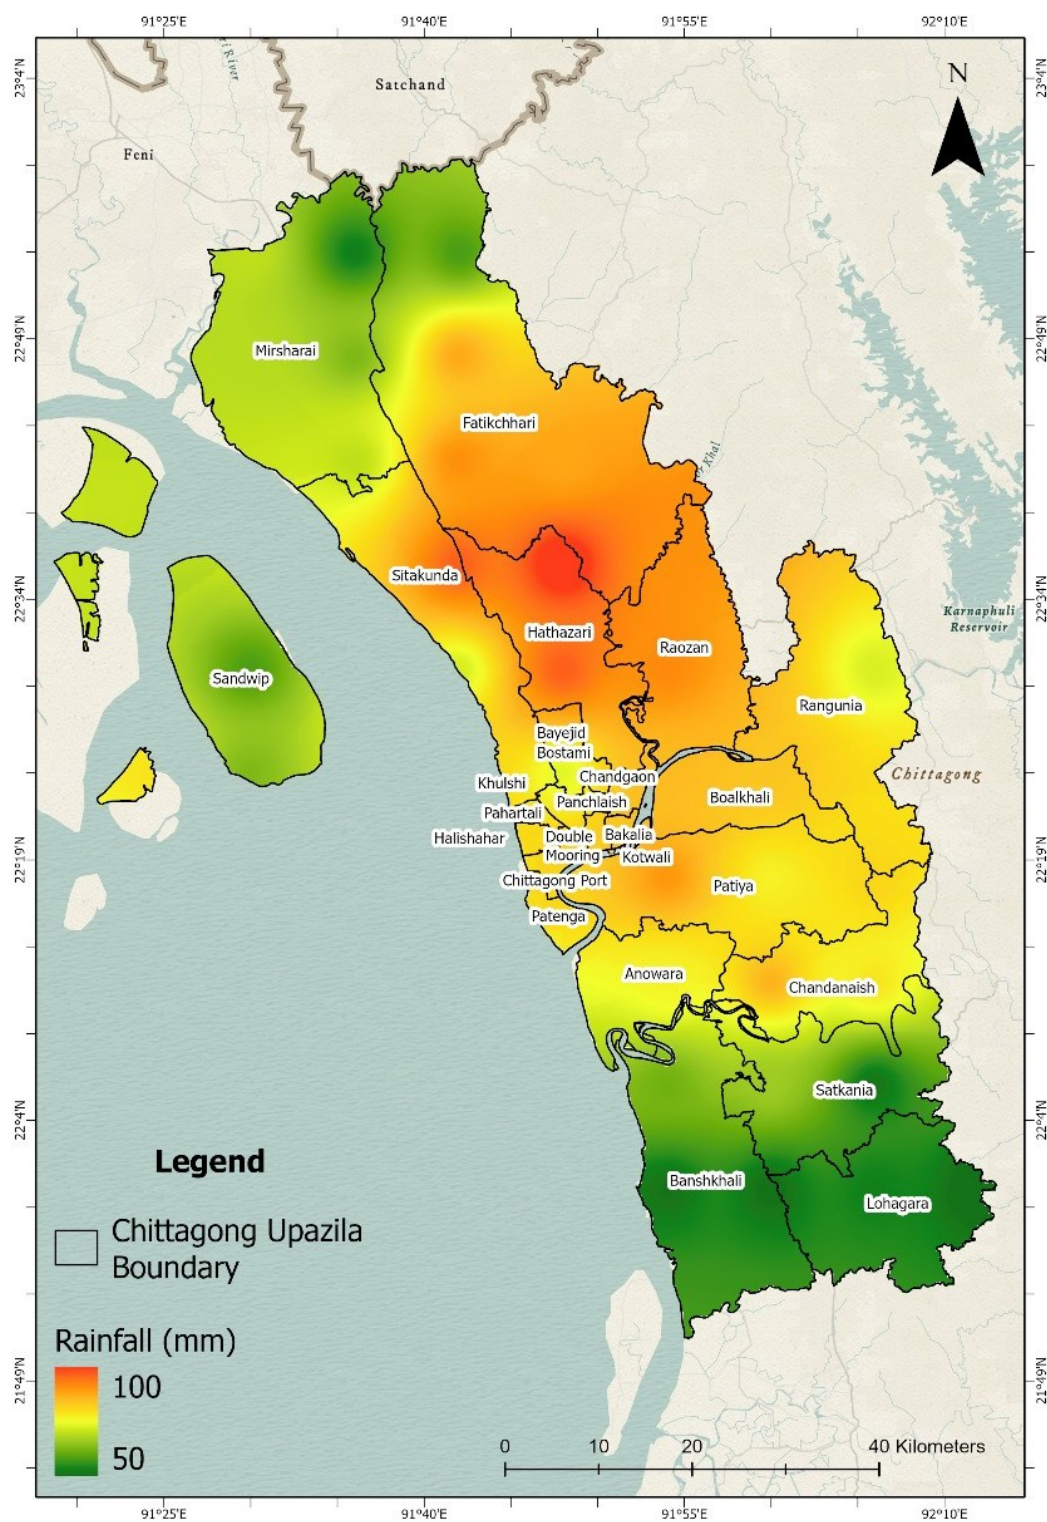 91°25'E
91°40'E
91°55'E
92°10'E
23°4'N
23°4'N
N
Satchand
Feni
22°49'N
22°49'N
Mirsharai
Fatikchhari
Khal
22°34'N
22°34'N
Sitakunda
Hathazari
Raozan
Karnaphuli
Reservoir
Sandwip
Rangunia
Bayejid
Bostami
Chittagong
Khulshi
Chandgaon
Panchlaish
Boalkhali
Pahartali
Halishahar
Double
Mooring
Bakalia
Kotwali
22°19'N
22°19'N
Chittagong Port
Patiya
Patenga
Anowara
Chandanaish
Satkania
22°4'N
22°4'N
Legend
Banshkhali
Lohagara
Chittagong Upazila
Boundary
Rainfall (mm)
100
50
21°49'N
21°49'N
0 10 20 40 Kilometers
91°25'E
91°40'E
91°55'E
92°10'E